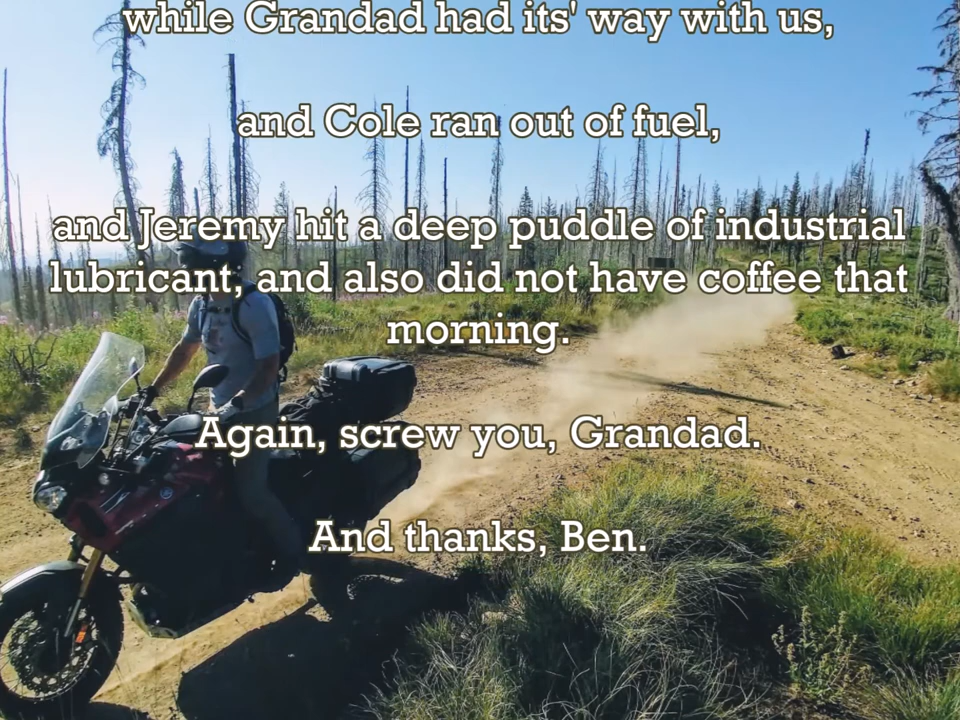 while Grandad had its' way with us,
and Cole ran out of fuel,
and Jeremy hit a deep puddle of industrial
lubricant, and also did not have coffee that
morning.
Again, screw you, Grandad.
And thanks, Ben.